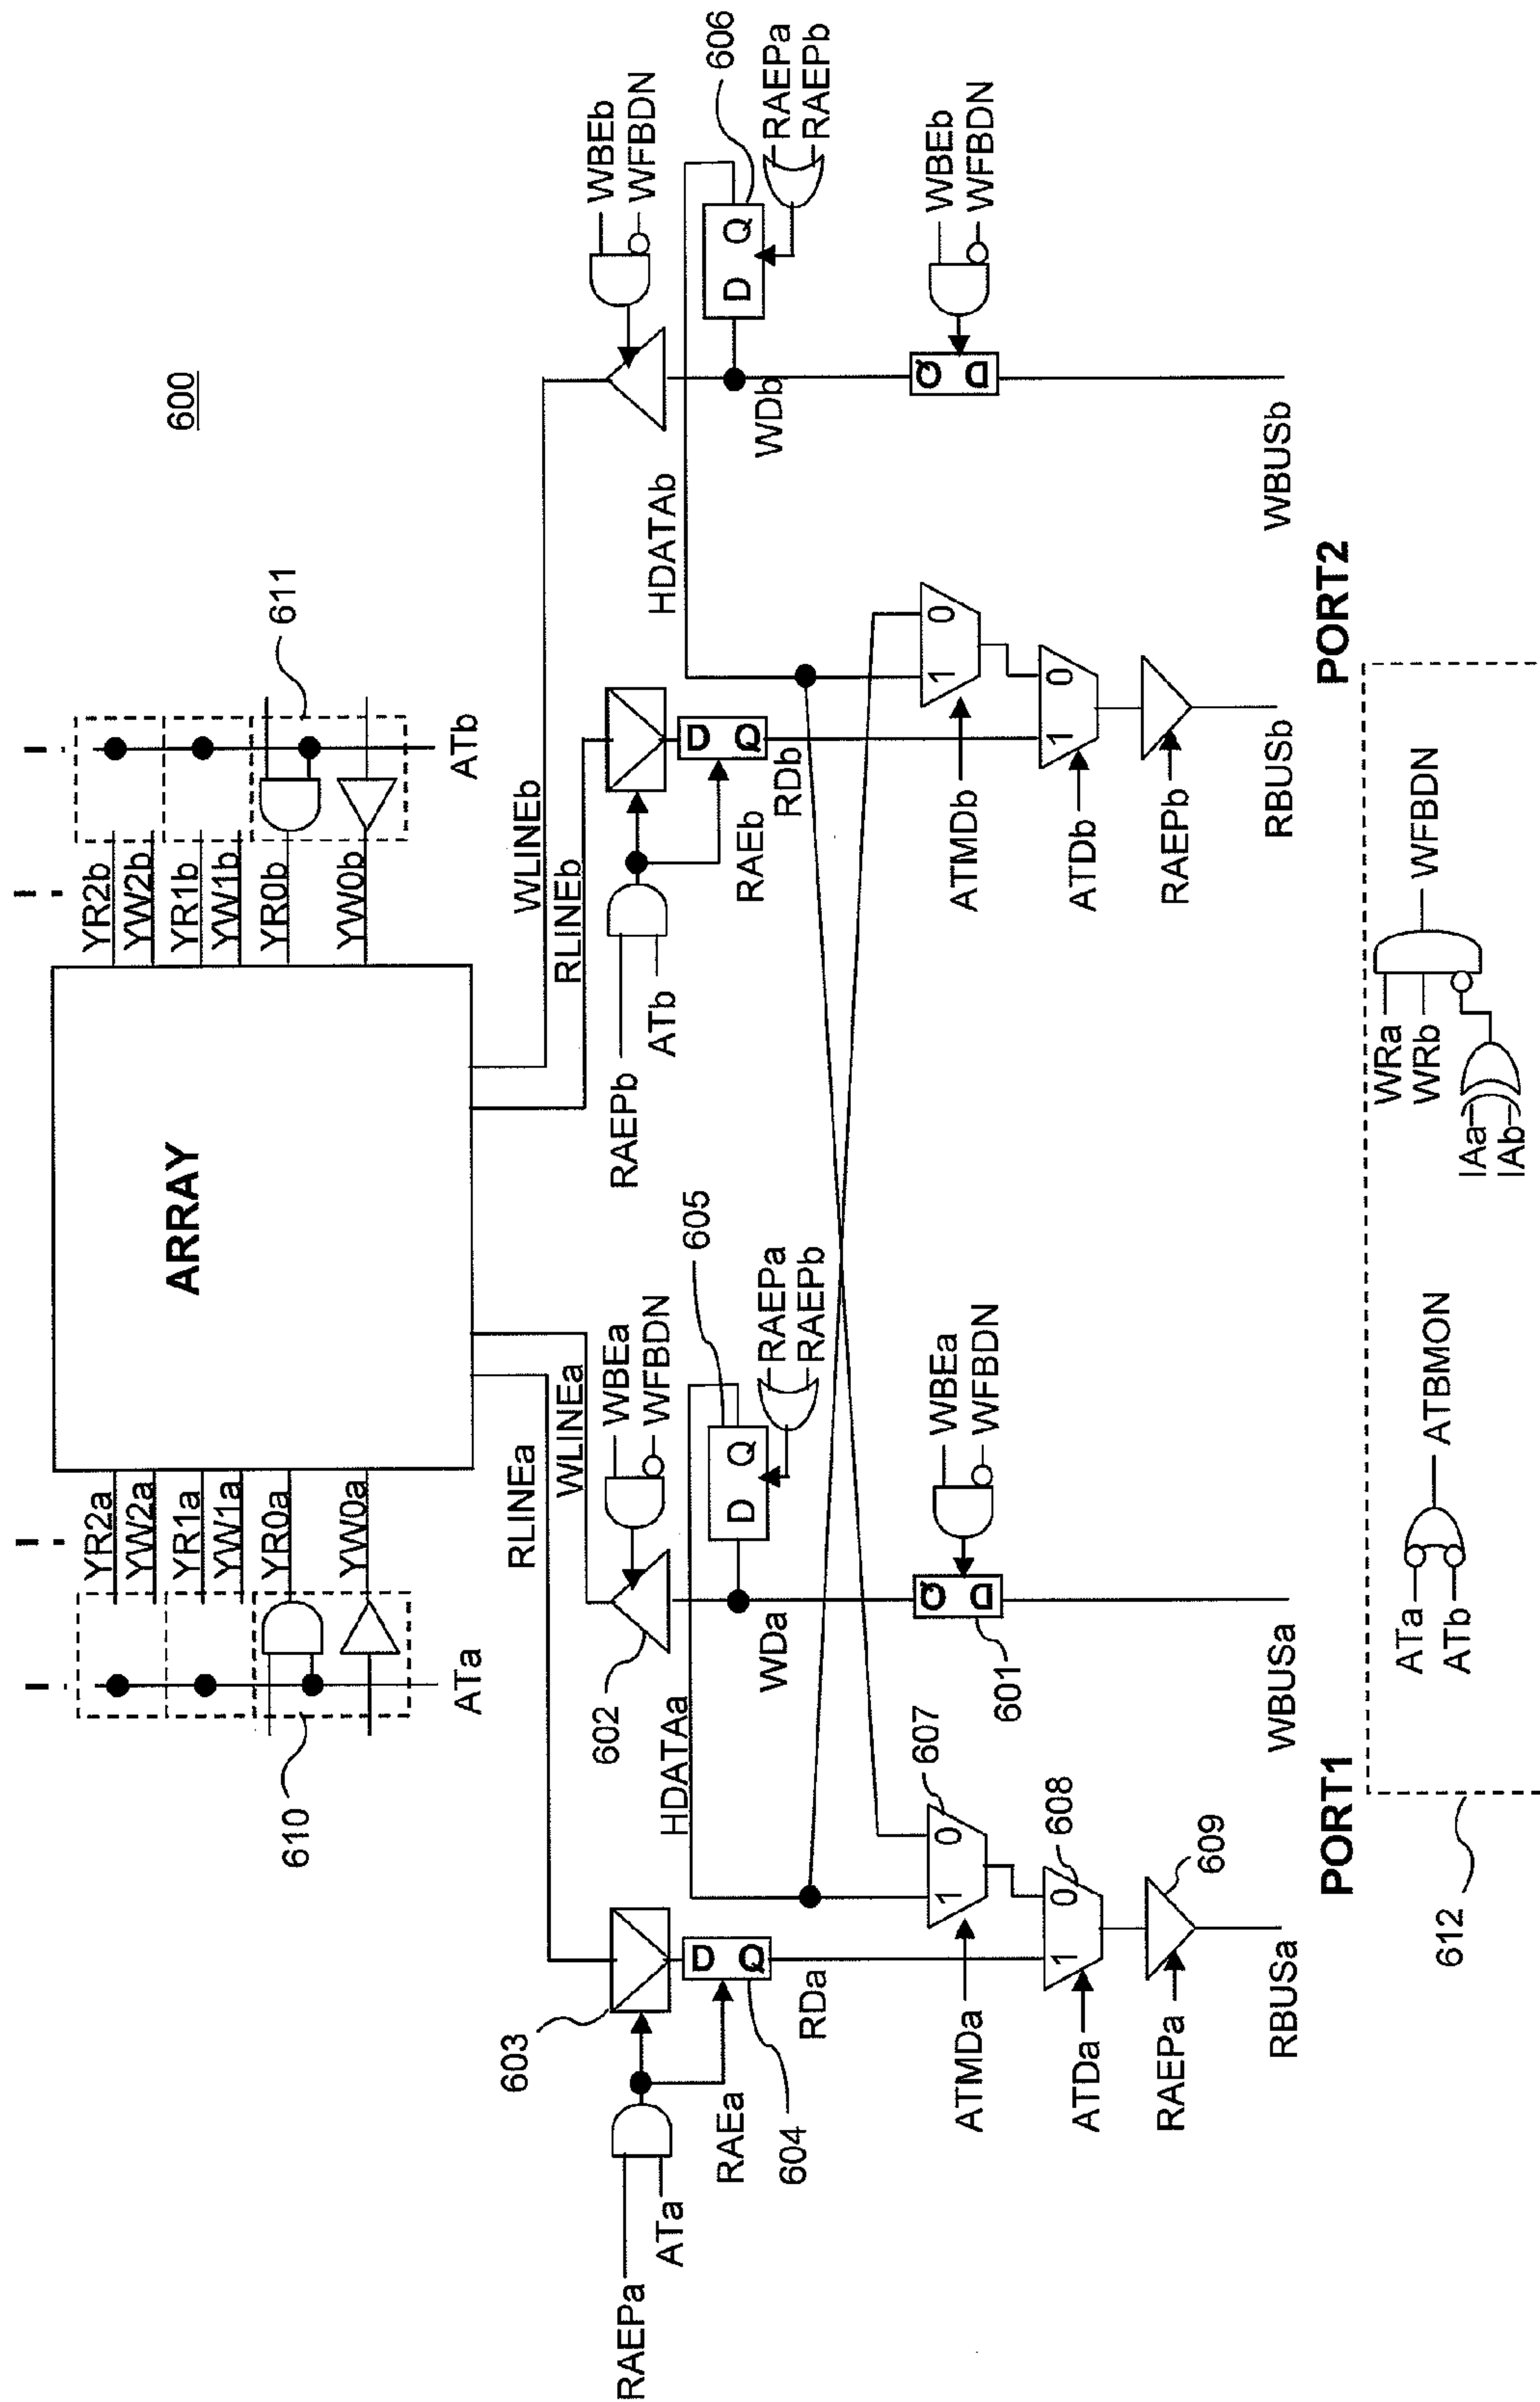 600
ARRAY
YR2a
YW2a
YR1a
YW1a
YR0a
YW0a
ATa
610
YR2b
YW2b
YR1b
YW1b
YR0b
YW0b
ATb
611
RLINEa
WLINEa
WLINEb
RLINEb
RAEPa
ATa
603
RAEa
604
D
Q
RDa
602
WBEa
WFBDN
605
D Q
HDATAa
WDa
RAEPa
RAEPb
WBEa
WFBDN
Q
D
601
RAEPb
ATb
RAEb
D
Q
RDb
WBEb
WFBDN
606
D Q
HDATAb
WDb
RAEPa
RAEPb
WBEb
WFBDN
Q
D
ATMDa
1 0
607
ATDa
1 0
608
RAEPa
609
RBUSa
WBUSa
ATMDb
1 0
ATDb
1 0
RAEPb
RBUSb
WBUSb
PORT1
PORT2
612
ATa
ATb
ATBMON
WRa
WRb
IAa
IAb
WFBDN